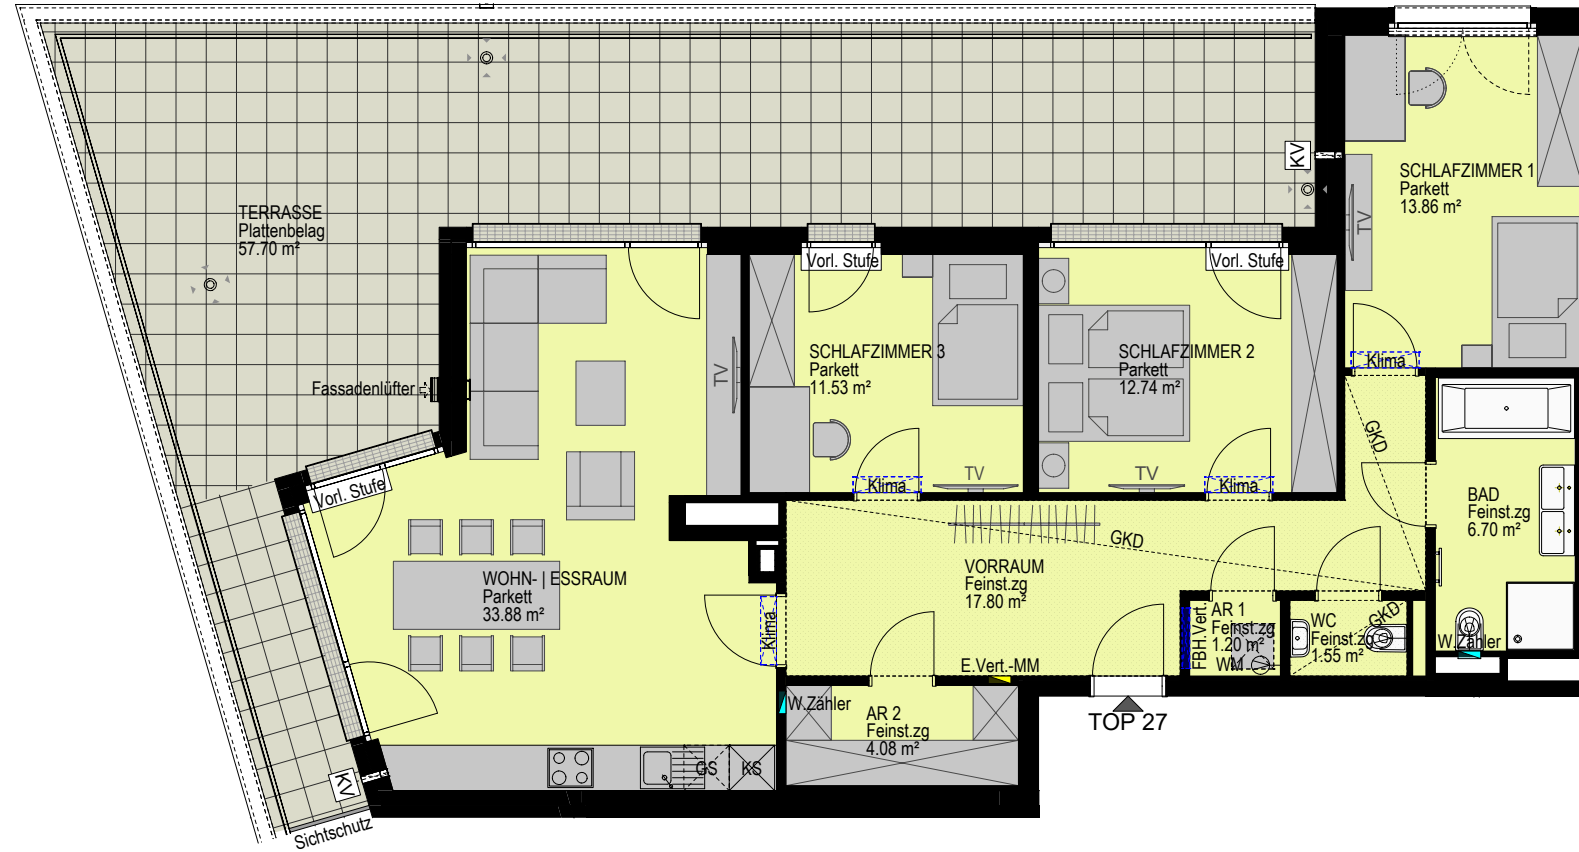 KV
SCHLAFZIMMER 1
Parkett
13.86 m²
TV
Klima
TERRASSE
Plattenbelag
57.70 m²
Vorl. Stufe
Vorl. Stufe
TV
SCHLAFZIMMER 3
Parkett
11.53 m²
SCHLAFZIMMER 2
Parkett
12.74 m²
Fassadenlüfter
Vorl. Stufe
TV
Klima
TV
Klima
GKD
BAD
Feinst.zg
6.70 m²
WOHN- | ESSRAUM
Parkett
33.88 m²
Klima
VORRAUM
Feinst.zg
17.80 m²
GKD
FBH.Vert.
AR 1
Feinst.zg
1.20 m²
WM
WC
Feinst.zg
1.55 m²
GKD
W.Zähler
E.Vert.-MM
W.Zähler
AR 2
Feinst.zg
4.08 m²
TOP 27
GS
KS
KV
Sichtschutz